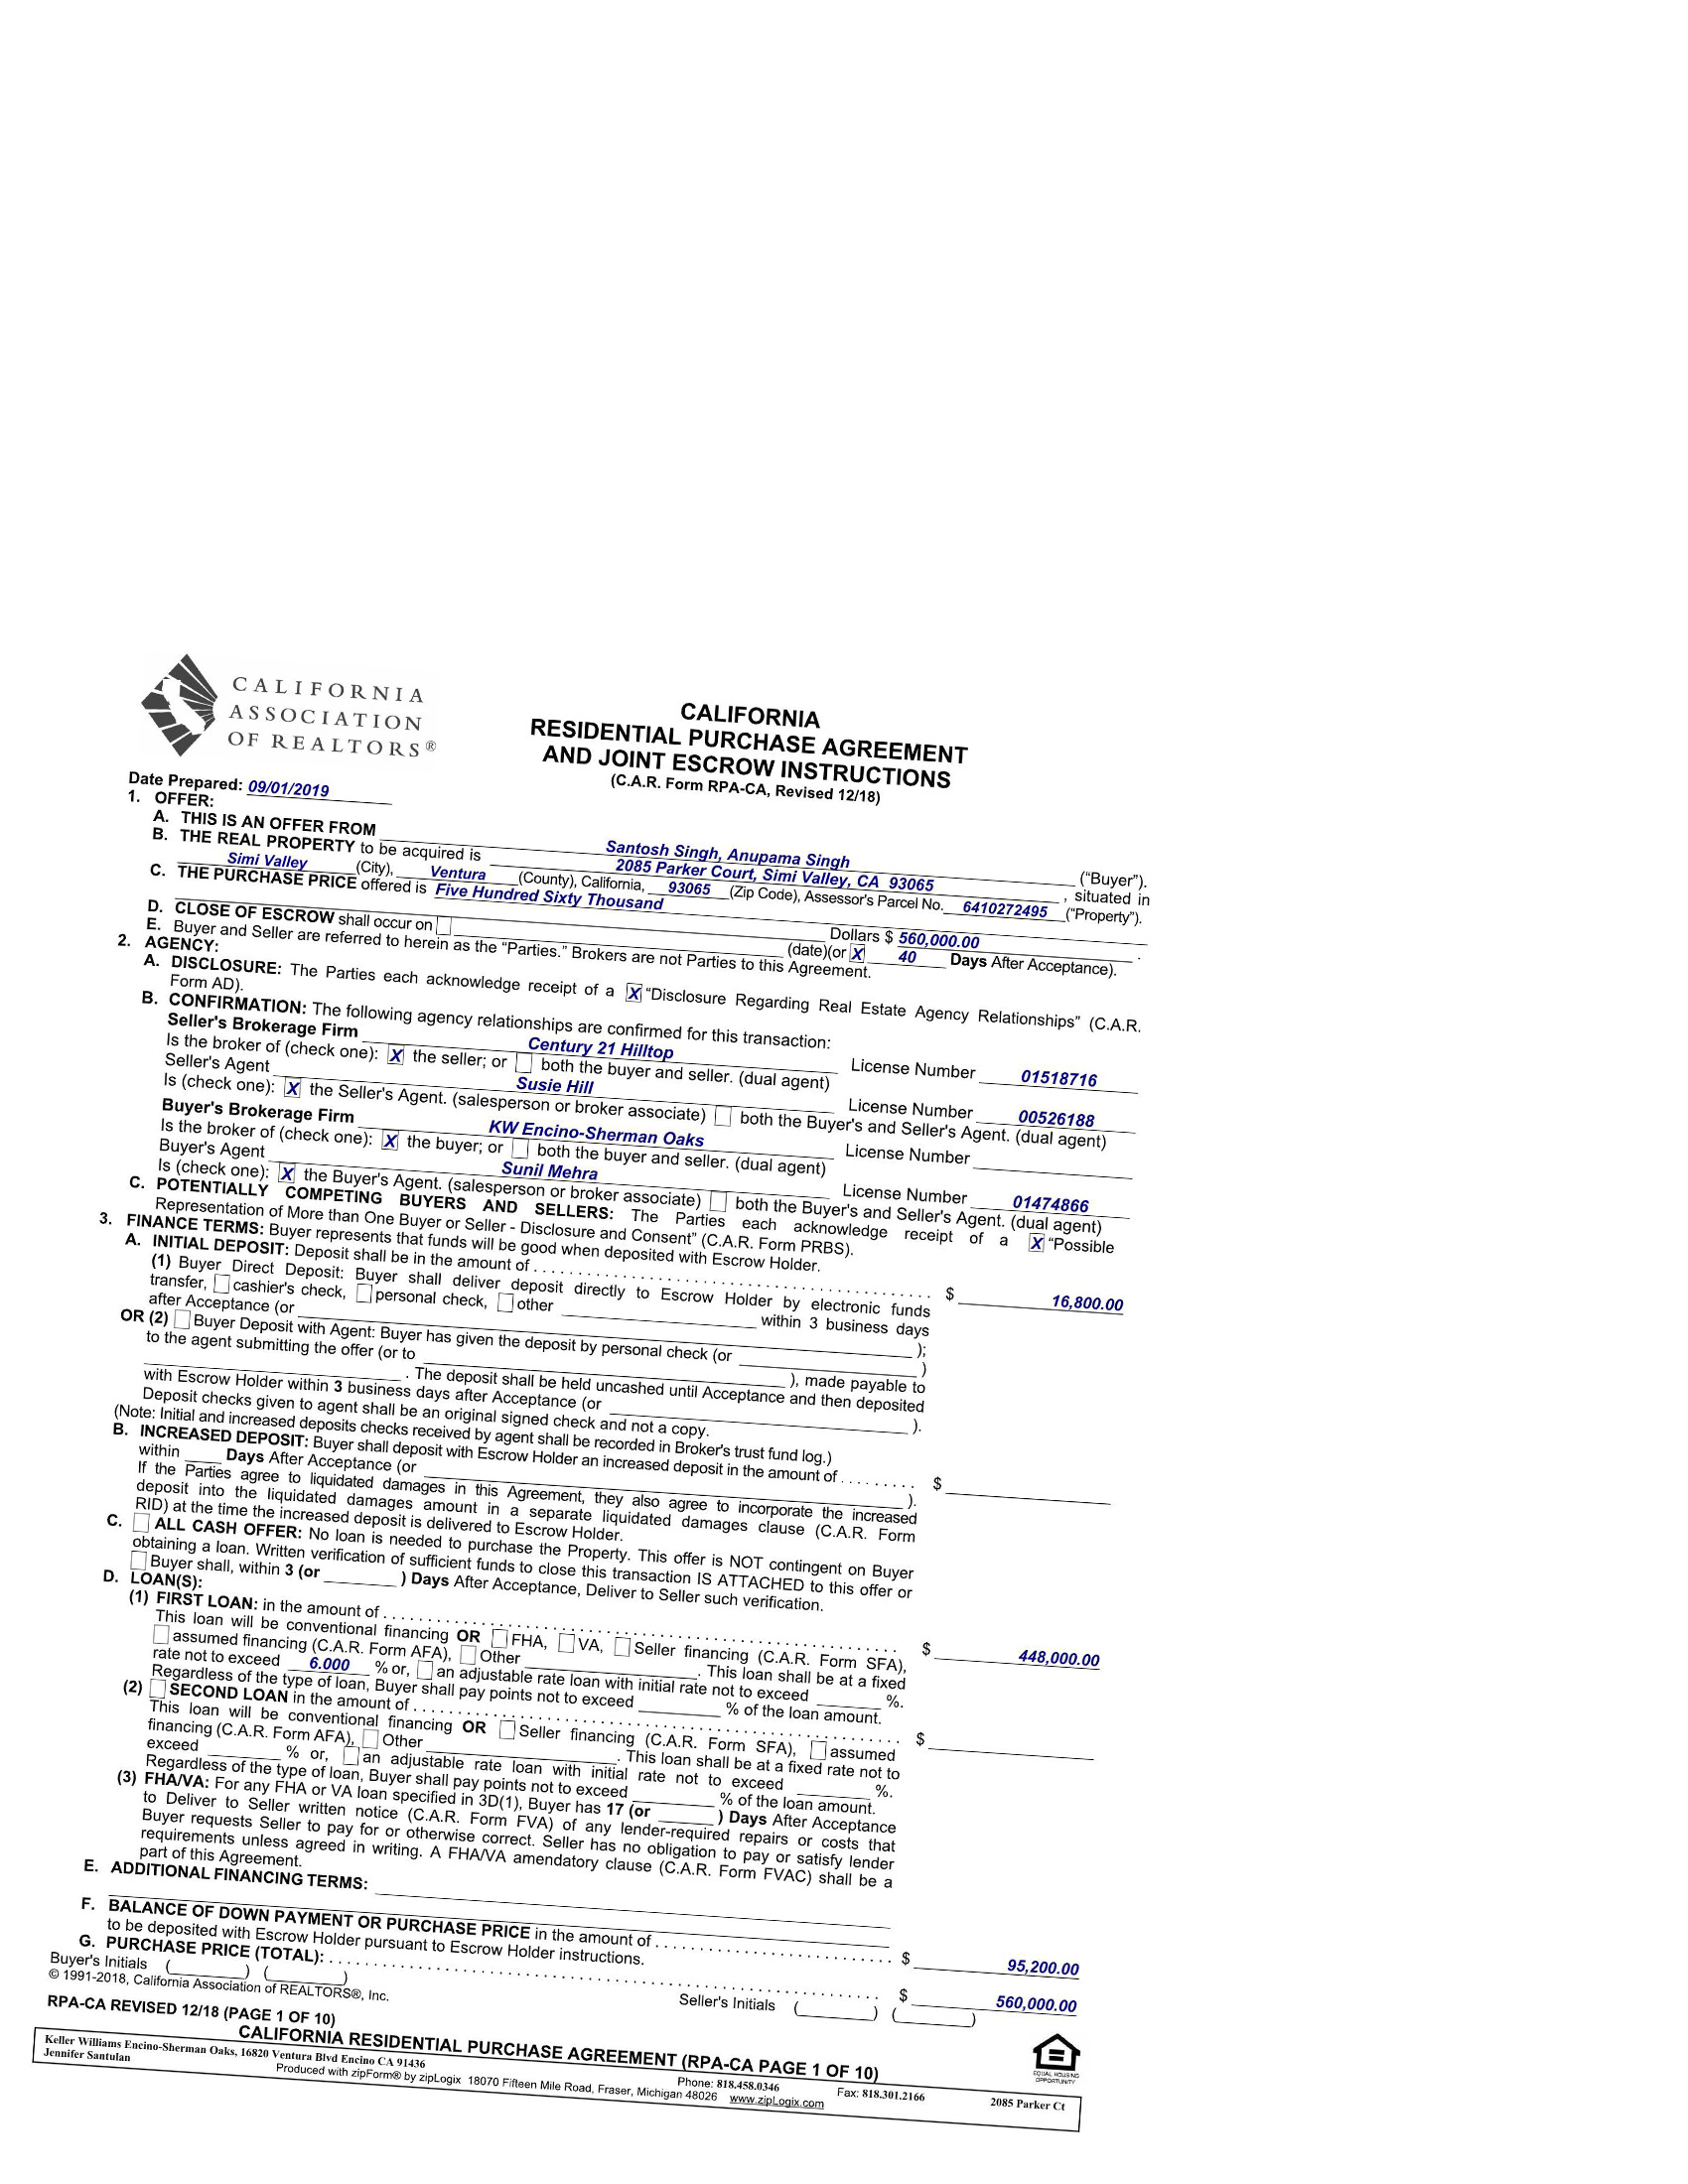 CALIFORNIA
ASSOCIATION
OF REALTORS®
CALIFORNIA
RESIDENTIAL PURCHASE AGREEMENT
AND JOINT ESCROW INSTRUCTIONS
(C.A.R. Form RPA-CA, Revised 12/18)
Date Prepared: 09/01/2019
1. OFFER:
A. THIS IS AN OFFER FROM Santosh Singh, Anupama Singh ("Buyer").
B. THE REAL PROPERTY to be acquired is 2085 Parker Court, Simi Valley, CA 93065 , situated in
Simi Valley (City), Ventura (County), California, 93065 (Zip Code), Assessor's Parcel No. 6410272495 ("Property").
C. THE PURCHASE PRICE offered is Five Hundred Sixty Thousand
Dollars $ 560,000.00 .
D. CLOSE OF ESCROW shall occur on (date)(or X 40 Days After Acceptance).
E. Buyer and Seller are referred to herein as the “Parties.” Brokers are not Parties to this Agreement.
2. AGENCY:
A. DISCLOSURE: The Parties each acknowledge receipt of a X “Disclosure Regarding Real Estate Agency Relationships” (C.A.R.
Form AD).
B. CONFIRMATION: The following agency relationships are confirmed for this transaction:
Seller's Brokerage Firm Century 21 Hilltop License Number 01518716
Is the broker of (check one): X the seller; or both the buyer and seller. (dual agent)
Seller's Agent Susie Hill License Number 00526188
Is (check one): X the Seller's Agent. (salesperson or broker associate) both the Buyer's and Seller's Agent. (dual agent)
Buyer's Brokerage Firm KW Encino-Sherman Oaks License Number
Is the broker of (check one): X the buyer; or both the buyer and seller. (dual agent)
Buyer's Agent Sunil Mehra License Number 01474866
Is (check one): X the Buyer's Agent. (salesperson or broker associate) both the Buyer's and Seller's Agent. (dual agent)
C. POTENTIALLY COMPETING BUYERS AND SELLERS: The Parties each acknowledge receipt of a X “Possible
Representation of More than One Buyer or Seller - Disclosure and Consent” (C.A.R. Form PRBS).
3. FINANCE TERMS: Buyer represents that funds will be good when deposited with Escrow Holder.
A. INITIAL DEPOSIT: Deposit shall be in the amount of . . . . . . . . . . $ 16,800.00
(1) Buyer Direct Deposit: Buyer shall deliver deposit directly to Escrow Holder by electronic funds
transfer, cashier's check, personal check, other within 3 business days
after Acceptance (or );
OR (2) Buyer Deposit with Agent: Buyer has given the deposit by personal check (or )
to the agent submitting the offer (or to ), made payable to
. The deposit shall be held uncashed until Acceptance and then deposited
with Escrow Holder within 3 business days after Acceptance (or ).
Deposit checks given to agent shall be an original signed check and not a copy.
(Note: Initial and increased deposits checks received by agent shall be recorded in Broker's trust fund log.)
B. INCREASED DEPOSIT: Buyer shall deposit with Escrow Holder an increased deposit in the amount of . . . . . . . . $
within Days After Acceptance (or ).
If the Parties agree to liquidated damages in this Agreement, they also agree to incorporate the increased
deposit into the liquidated damages amount in a separate liquidated damages clause (C.A.R. Form
RID) at the time the increased deposit is delivered to Escrow Holder.
C. ALL CASH OFFER: No loan is needed to purchase the Property. This offer is NOT contingent on Buyer
obtaining a loan. Written verification of sufficient funds to close this transaction IS ATTACHED to this offer or
Buyer shall, within 3 (or ) Days After Acceptance, Deliver to Seller such verification.
D. LOAN(S):
(1) FIRST LOAN: in the amount of . . . . . . . . . . $ 448,000.00
This loan will be conventional financing OR FHA, VA, Seller financing (C.A.R. Form SFA),
assumed financing (C.A.R. Form AFA), Other . This loan shall be at a fixed
rate not to exceed 6.000 % or, an adjustable rate loan with initial rate not to exceed %.
Regardless of the type of loan, Buyer shall pay points not to exceed % of the loan amount.
(2) SECOND LOAN in the amount of . . . . . . . . . . $
This loan will be conventional financing OR Seller financing (C.A.R. Form SFA), assumed
financing (C.A.R. Form AFA), Other . This loan shall be at a fixed rate not to
exceed % or, an adjustable rate loan with initial rate not to exceed %.
Regardless of the type of loan, Buyer shall pay points not to exceed % of the loan amount.
(3) FHA/VA: For any FHA or VA loan specified in 3D(1), Buyer has 17 (or ) Days After Acceptance
to Deliver to Seller written notice (C.A.R. Form FVA) of any lender-required repairs or costs that
Buyer requests Seller to pay for or otherwise correct. Seller has no obligation to pay or satisfy lender
requirements unless agreed in writing. A FHA/VA amendatory clause (C.A.R. Form FVAC) shall be a
part of this Agreement.
E. ADDITIONAL FINANCING TERMS:
F. BALANCE OF DOWN PAYMENT OR PURCHASE PRICE in the amount of . . . . . . . . . . $ 95,200.00
to be deposited with Escrow Holder pursuant to Escrow Holder instructions.
G. PURCHASE PRICE (TOTAL): . . . . . . . . . . $ 560,000.00
Buyer's Initials ( ) ( ) Seller's Initials ( ) ( )
© 1991-2018, California Association of REALTORS®, Inc.
RPA-CA REVISED 12/18 (PAGE 1 OF 10)
CALIFORNIA RESIDENTIAL PURCHASE AGREEMENT (RPA-CA PAGE 1 OF 10)
EQUAL HOUSING
OPPORTUNITY
Keller Williams Encino-Sherman Oaks, 16820 Ventura Blvd Encino CA 91436 Phone: 818.458.0346 Fax: 818.301.2166 2085 Parker Ct
Jennifer Santulan
Produced with zipForm® by zipLogix 18070 Fifteen Mile Road, Fraser, Michigan 48026 www.zipLogix.com